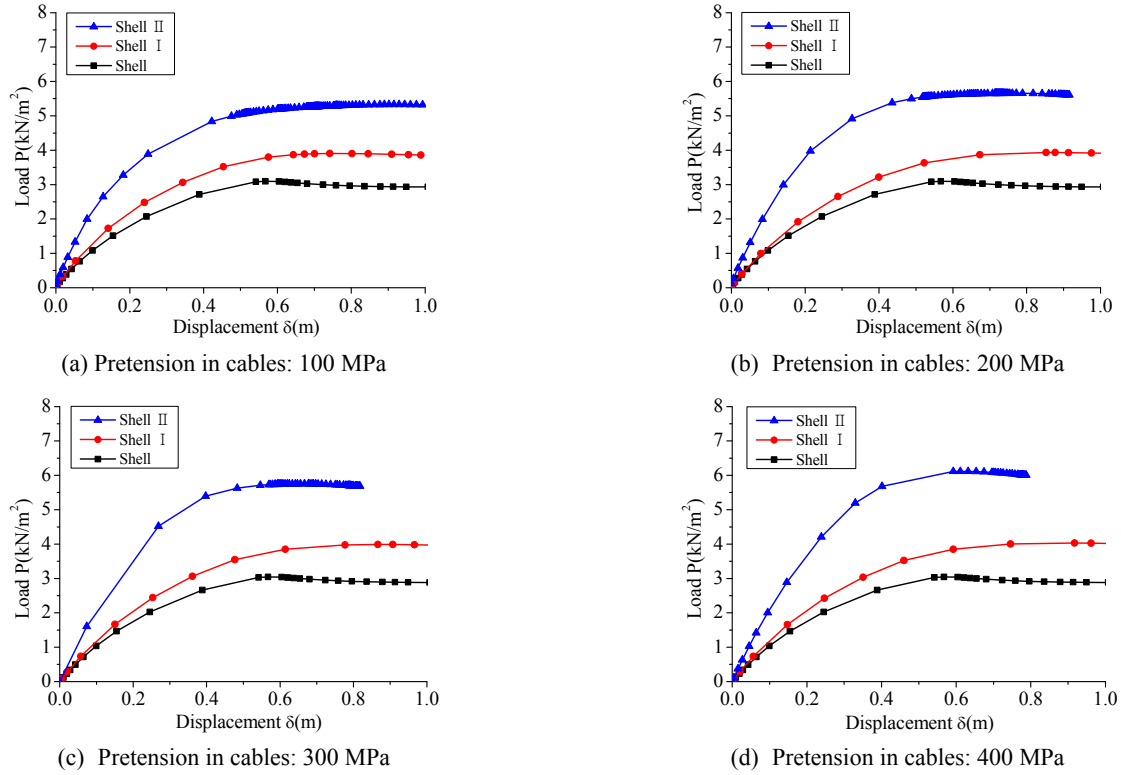 Shell Ⅱ
Shell Ⅰ
Shell
Load P(kN/m²)
8
7
6
5
4
3
2
1
0
0.0 0.2 0.4 0.6 0.8 1.0
Displacement δ(m)
(a) Pretension in cables: 100 MPa
Shell Ⅱ
Shell Ⅰ
Shell
Load P(kN/m²)
8
7
6
5
4
3
2
1
0
0.0 0.2 0.4 0.6 0.8 1.0
Displacement δ(m)
(b) Pretension in cables: 200 MPa
Shell Ⅱ
Shell Ⅰ
Shell
Load P(kN/m²)
8
7
6
5
4
3
2
1
0
0.0 0.2 0.4 0.6 0.8 1.0
Displacement δ(m)
(c) Pretension in cables: 300 MPa
Shell Ⅱ
Shell Ⅰ
Shell
Load P(kN/m²)
8
7
6
5
4
3
2
1
0
0.0 0.2 0.4 0.6 0.8 1.0
Displacement δ(m)
(d) Pretension in cables: 400 MPa